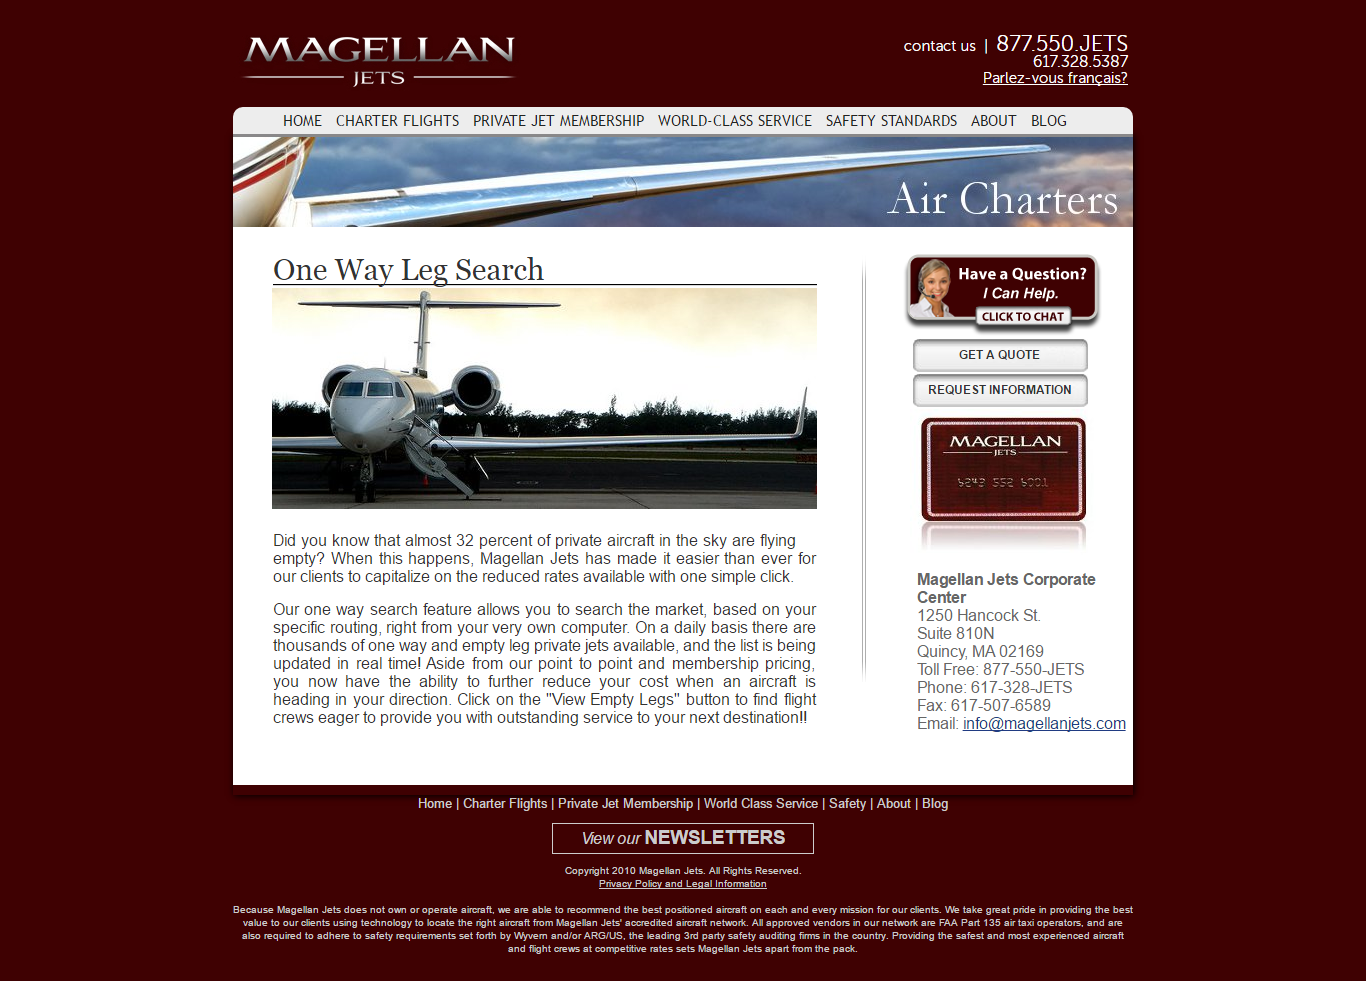 MAGELLAN
JETS
contact us | 877.550.JETS
617.328.5387
Parlez-vous français?
HOME CHARTER FLIGHTS PRIVATE JET MEMBERSHIP WORLD-CLASS SERVICE SAFETY STANDARDS ABOUT BLOG
Air Charters
One Way Leg Search
Did you know that almost 32 percent of private aircraft in the sky are flying
empty? When this happens, Magellan Jets has made it easier than ever for
our clients to capitalize on the reduced rates available with one simple click.
Our one way search feature allows you to search the market, based on your
specific routing, right from your very own computer. On a daily basis there are
thousands of one way and empty leg private jets available, and the list is being
updated in real time! Aside from our point to point and membership pricing,
you now have the ability to further reduce your cost when an aircraft is
heading in your direction. Click on the "View Empty Legs" button to find flight
crews eager to provide you with outstanding service to your next destination!!
Have a Question?
I Can Help.
CLICK TO CHAT
GET A QUOTE
REQUEST INFORMATION
MAGELLAN
JETS
Magellan Jets Corporate
Center
1250 Hancock St.
Suite 810N
Quincy, MA 02169
Toll Free: 877-550-JETS
Phone: 617-328-JETS
Fax: 617-507-6589
Email: info@magellanjets.com
Home | Charter Flights | Private Jet Membership | World Class Service | Safety | About | Blog
View our NEWSLETTERS
Copyright 2010 Magellan Jets. All Rights Reserved.
Privacy Policy and Legal Information
Because Magellan Jets does not own or operate aircraft, we are able to recommend the best positioned aircraft on each and every mission for our clients. We take great pride in providing the best
value to our clients using technology to locate the right aircraft from Magellan Jets' accredited aircraft network. All approved vendors in our network are FAA Part 135 air taxi operators, and are
also required to adhere to safety requirements set forth by Wyvern and/or ARG/US, the leading 3rd party safety auditing firms in the country. Providing the safest and most experienced aircraft
and flight crews at competitive rates sets Magellan Jets apart from the pack.